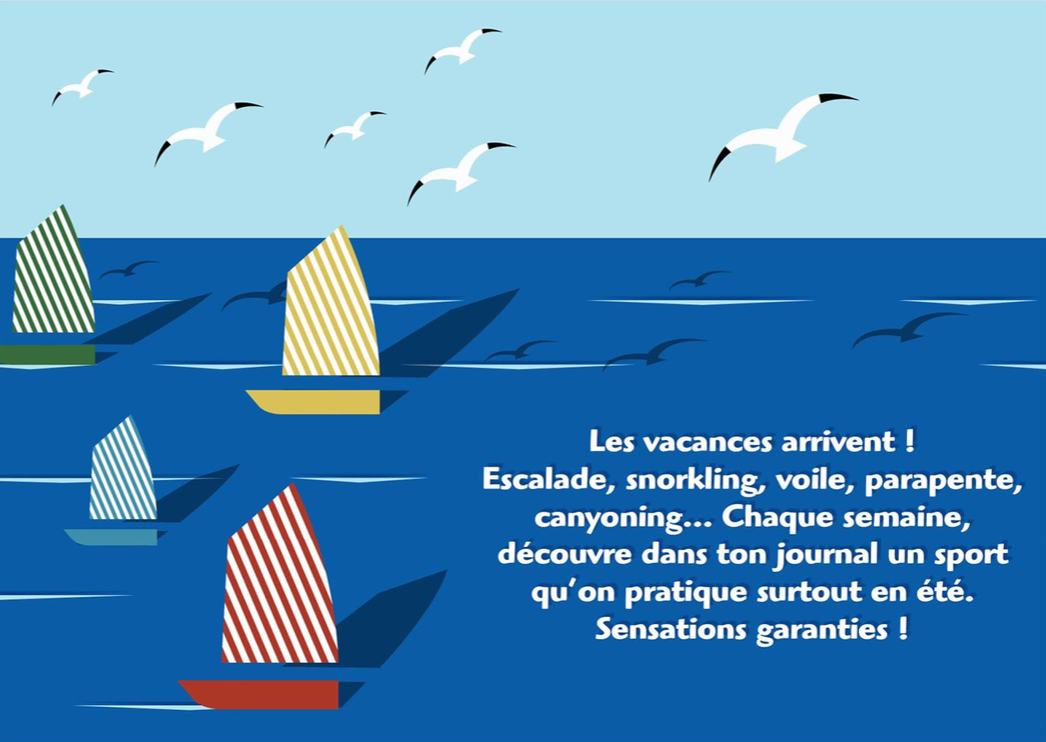 Les vacances arrivent !
Escalade, snorkling, voile, parapente,
canyoning... Chaque semaine,
découvre dans ton journal un sport
qu'on pratique surtout en été.
Sensations garanties !